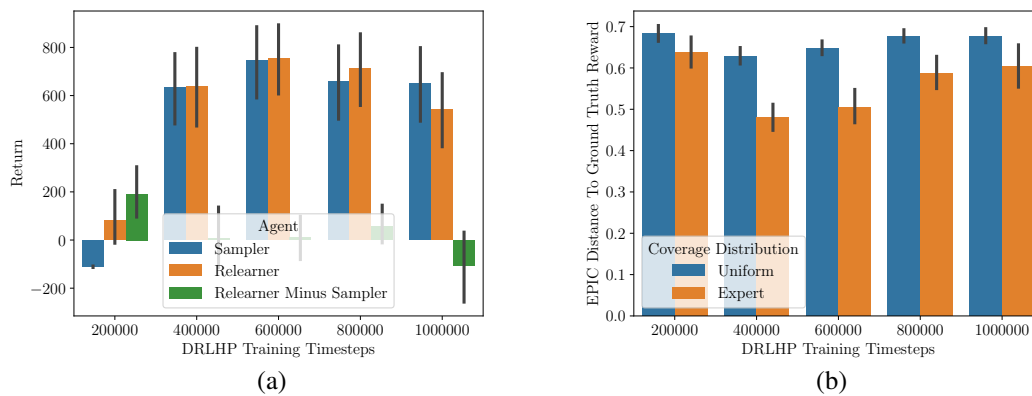 800
600
400
200
0
−200
Return
200000 400000 600000 800000 1000000
DRLHP Training Timesteps
Agent
Sampler
Relearner
Relearner Minus Sampler
(a)
0.7
0.6
0.5
0.4
0.3
0.2
0.1
0.0
EPIC Distance To Ground Truth Reward
200000 400000 600000 800000 1000000
DRLHP Training Timesteps
Coverage Distribution
Uniform
Expert
(b)